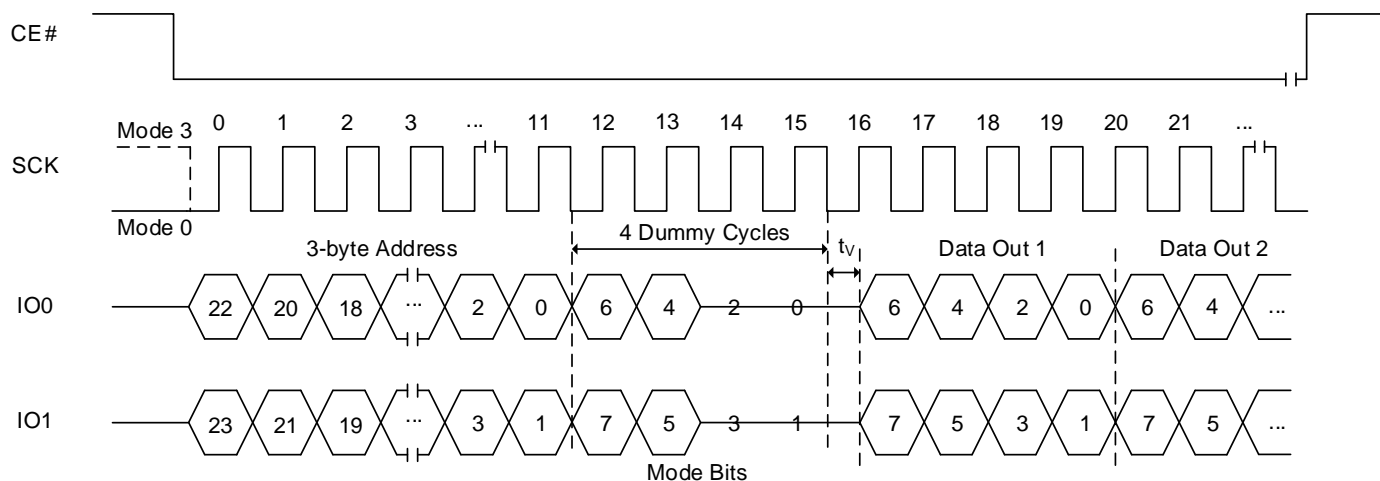 CE#
Mode 3 0 1 2 3 ... 11 12 13 14 15 16 17 18 19 20 21 ...
SCK
Mode 0
3-byte Address 4 Dummy Cycles tV Data Out 1 Data Out 2
IO0 22 20 18 ... 2 0 6 4 2 0 6 4 2 0 6 4 ...
IO1 23 21 19 ... 3 1 7 5 3 1 7 5 3 1 7 5 ...
Mode Bits